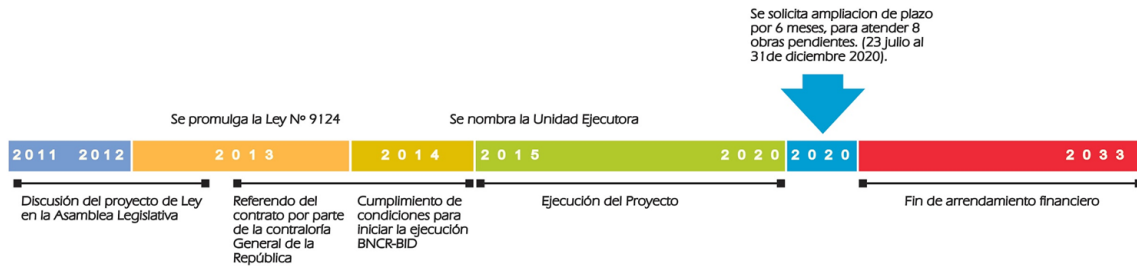 Se solicita ampliacion de plazo
por 6 meses, para atender 8
obras pendientes. (23 julio al
31de diciembre 2020).
Se promulga la Ley Nº 9124
Se nombra la Unidad Ejecutora
2011 2012
2013
2014
2015
2020
2020
2033
Discusión del proyecto de Ley
en la Asamblea Legislativa
Referendo del
contrato por parte
de la contraloría
General de la
República
Cumplimiento de
condiciones para
iniciar la ejecución
BNCR-BID
Ejecución del Proyecto
Fin de arrendamiento financiero